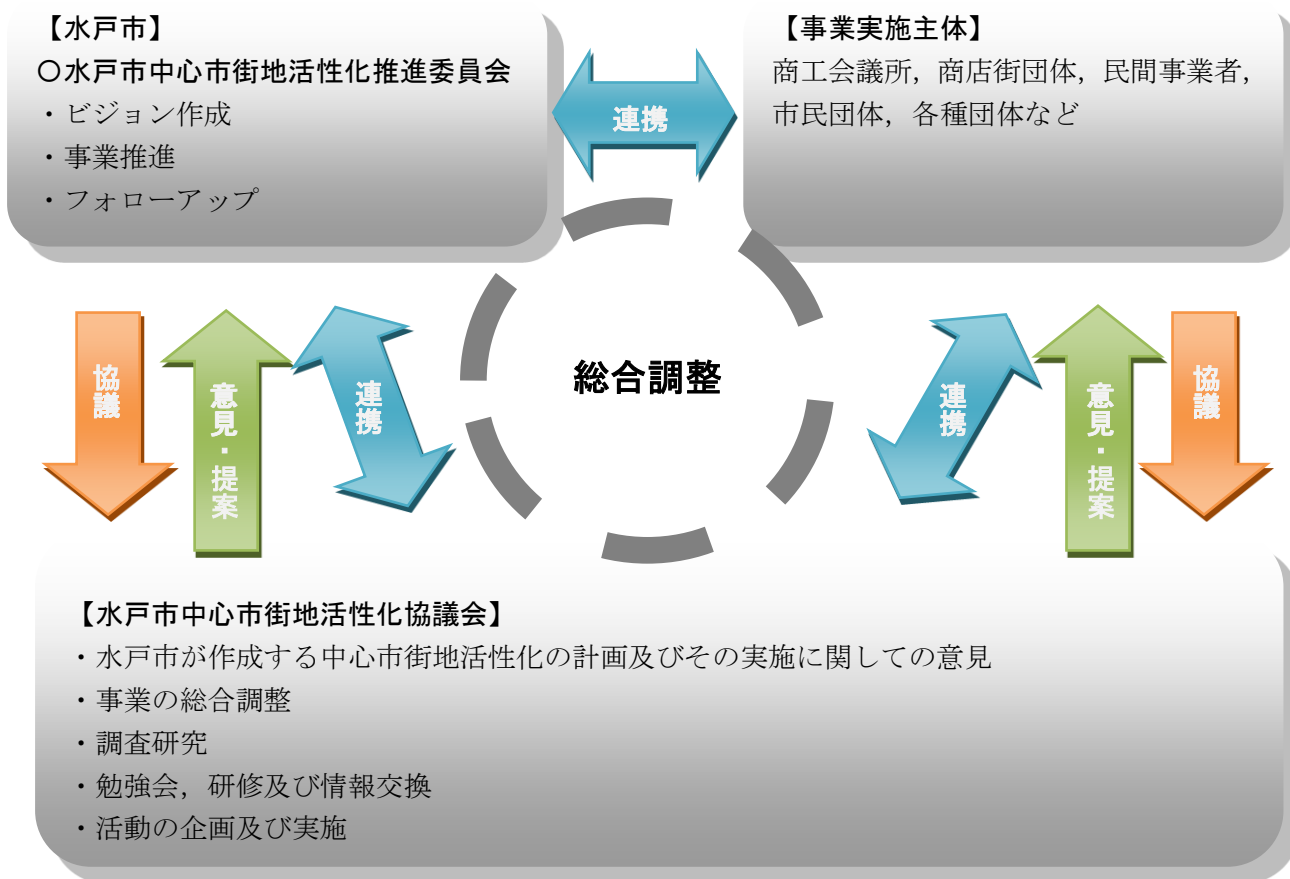 【水戸市】
〇水戸市中心市街地活性化推進委員会
・ビジョン作成
・事業推進
・フォローアップ
連携
【事業実施主体】
商工会議所，商店街団体，民間事業者，
市民団体，各種団体など
協議
意見・提案
連携
総合調整
連携
意見・提案
協議
【水戸市中心市街地活性化協議会】
・水戸市が作成する中心市街地活性化の計画及びその実施に関しての意見
・事業の総合調整
・調査研究
・勉強会，研修及び情報交換
・活動の企画及び実施